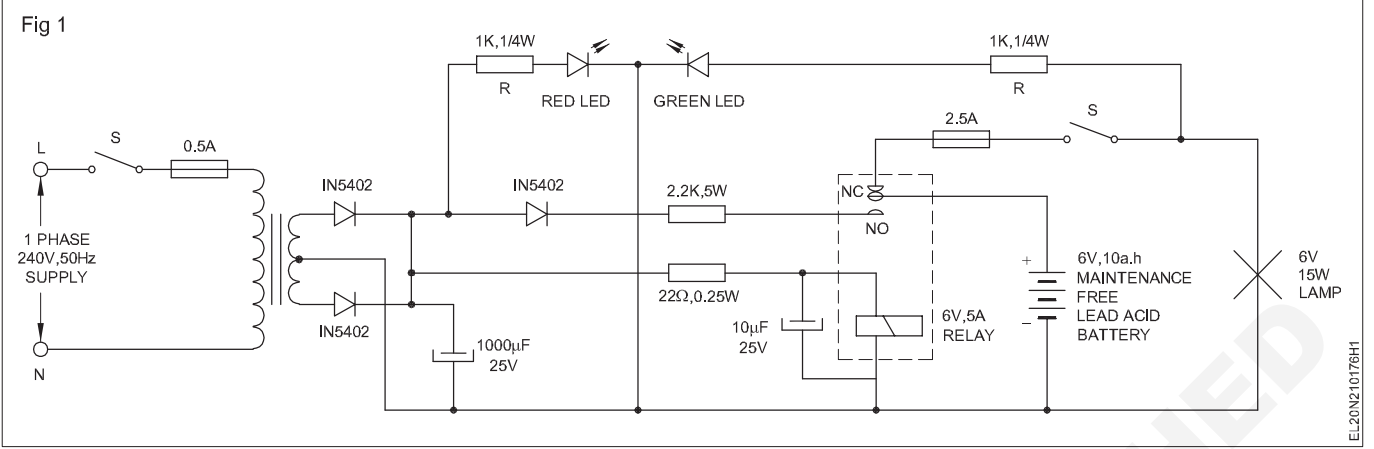 Fig 1
1K,1/4W
R
RED LED
GREEN LED
1K,1/4W
R
L
S
0.5A
2.5A
S
IN5402
IN5402
2.2K,5W
NC
NO
1 PHASE
240V,50Hz
SUPPLY
N
IN5402
1000µF
25V
22Ω,0.25W
10µF
25V
6V,5A
RELAY
+
–
6V,10a.h
MAINTENANCE
FREE
LEAD ACID
BATTERY
6V
15W
LAMP
EL20N210176H1
HED